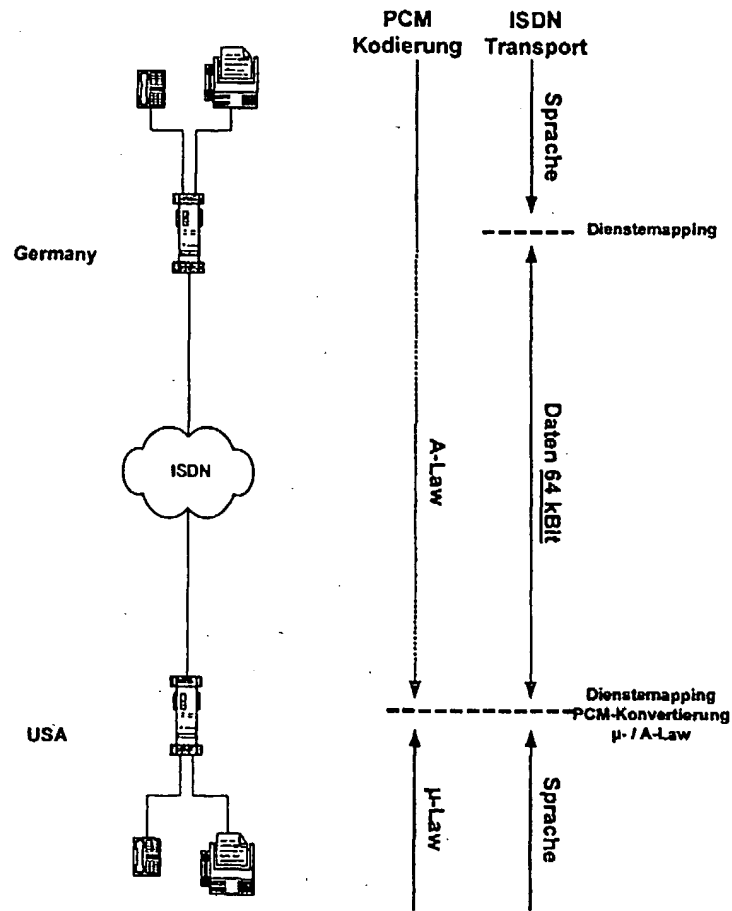 PCM
Kodierung
ISDN
Transport
Sprache
Dienstemapping
Germany
ISDN
A-Law
Daten 64 kBit
Dienstemapping
PCM-Konvertierung
µ- / A-Law
USA
µ-Law
Sprache